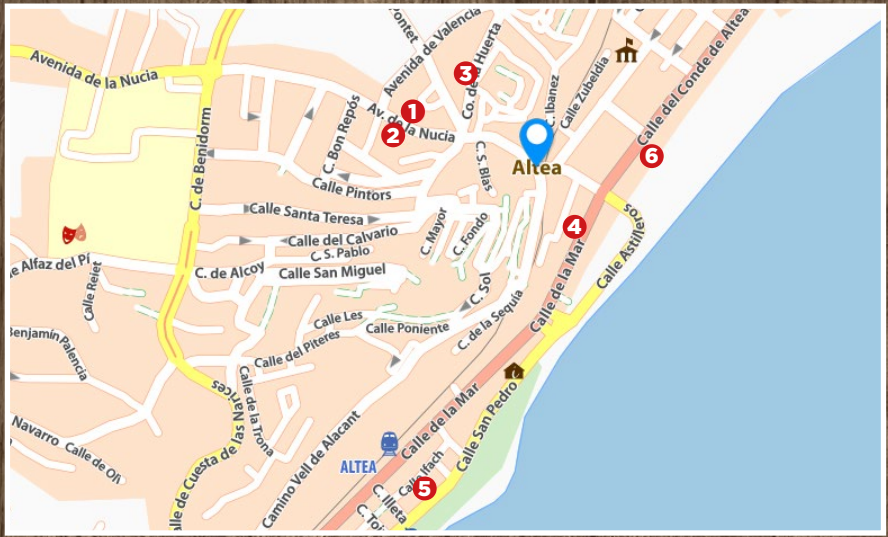 Ponter
Avenida de Valencia
Calle del Conde de Altea
Avenida de la Nucia
Co. de la Huerta
3
C. Ibanez
Calle Zubeldia
1
Av. de la Nucia
2
C. Bon Repós
6
C. de Benidorm
C. S. Blas
Altea
Calle Pintors
Calle Santa Teresa
4
C. Mayor
C. Fondo
Calle del Calvario
C. S. Pablo
Calle Astilleros
e Alfaz del Pí
Calle Reiet
C. de Alcoy
Calle San Miguel
C. Sol
Calle de la Mar
C. de la Sequia
Calle Les
Calle Poniente
Calle del Piteres
Benjamín Palencia
Calle de la Trona
alle de Cuesta de las Narices
Navarro
Calle de Oli
Camino Vell de Alacant
Calle de la Mar
Calle San Pedro
ALTEA
Calle Ifach
5
C. Illeta
C. Toi